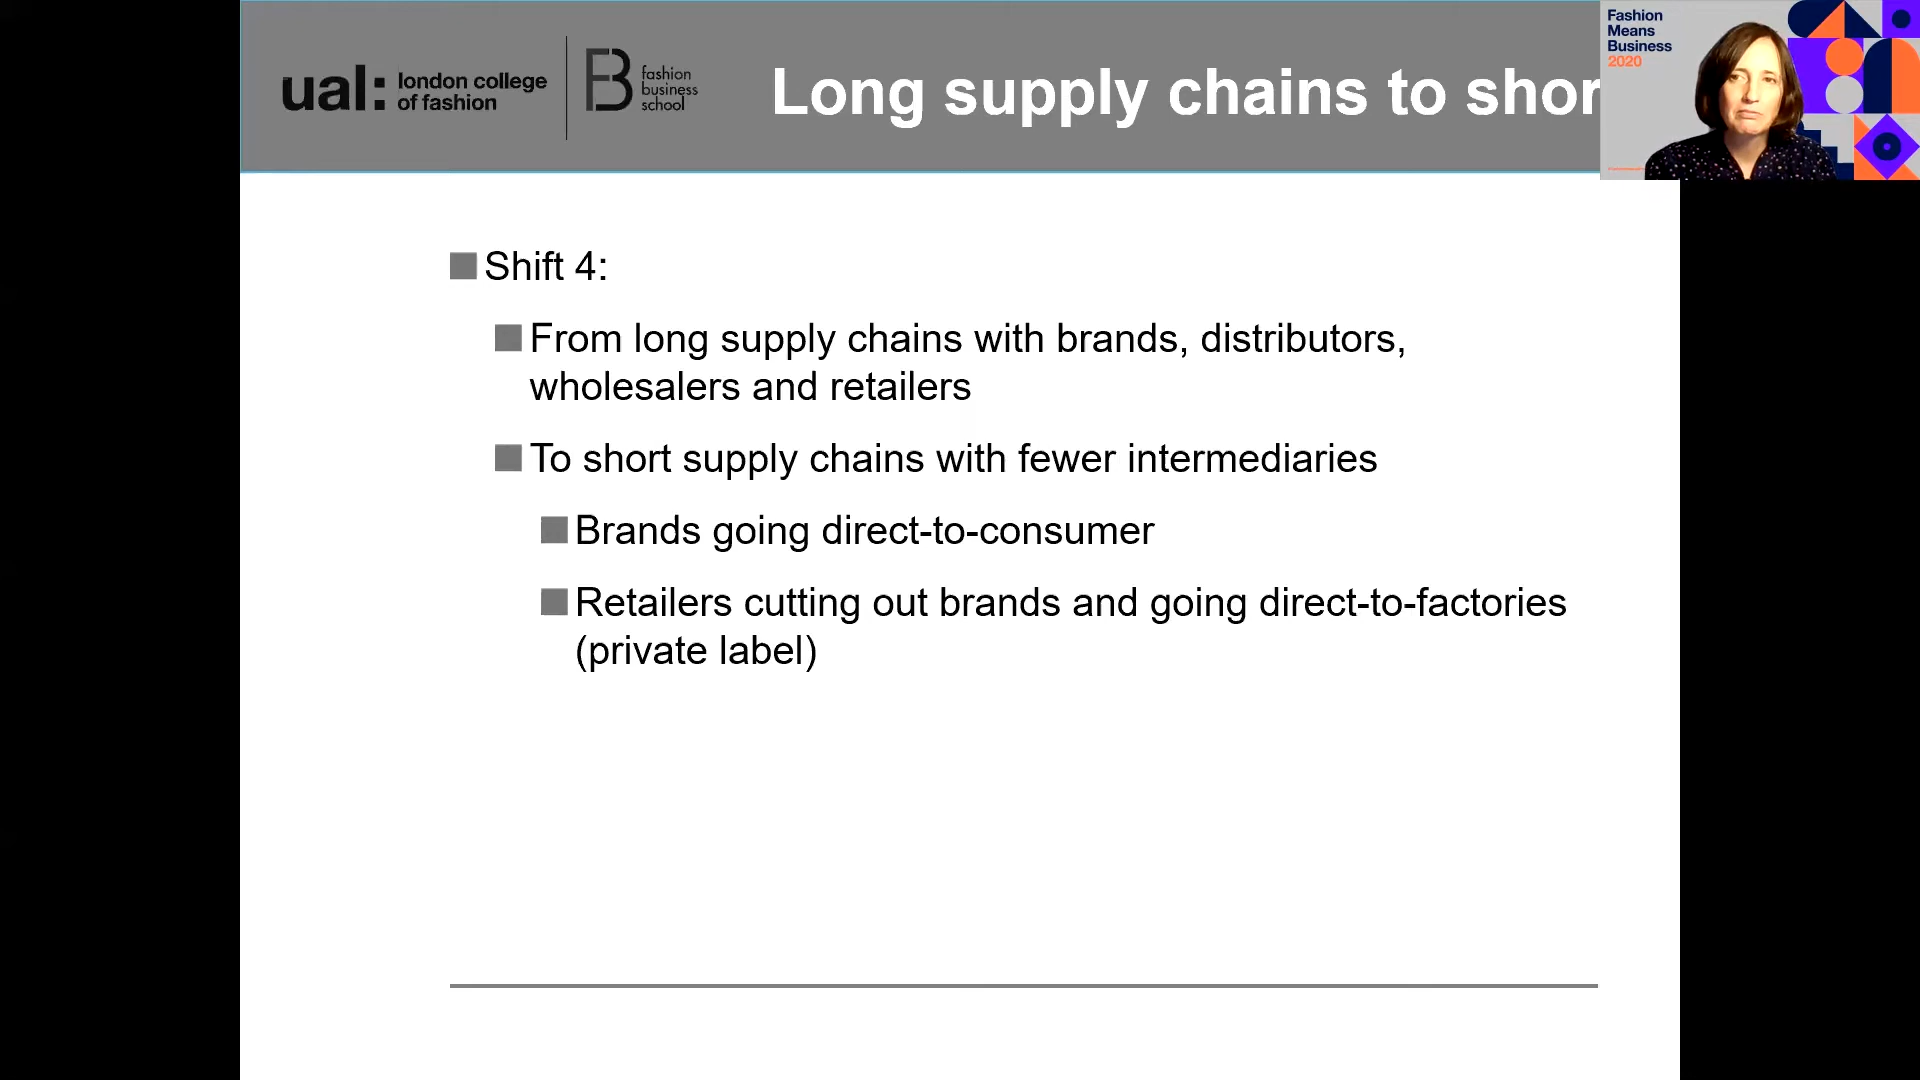 ual: london college
of fashion
fashion
business
school
Long supply chains to shor
Fashion
Means
Business
2020
Shift 4:
From long supply chains with brands, distributors,
wholesalers and retailers
To short supply chains with fewer intermediaries
Brands going direct-to-consumer
Retailers cutting out brands and going direct-to-factories
(private label)